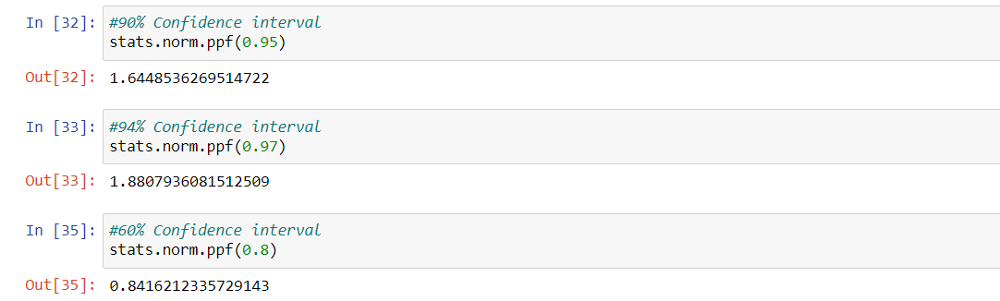 In [32]: #90% Confidence interval
stats.norm.ppf(0.95)
Out[32]: 1.6448536269514722
In [33]: #94% Confidence interval
stats.norm.ppf(0.97)
Out[33]: 1.8807936081512509
In [35]: #60% Confidence interval
stats.norm.ppf(0.8)
Out[35]: 0.8416212335729143